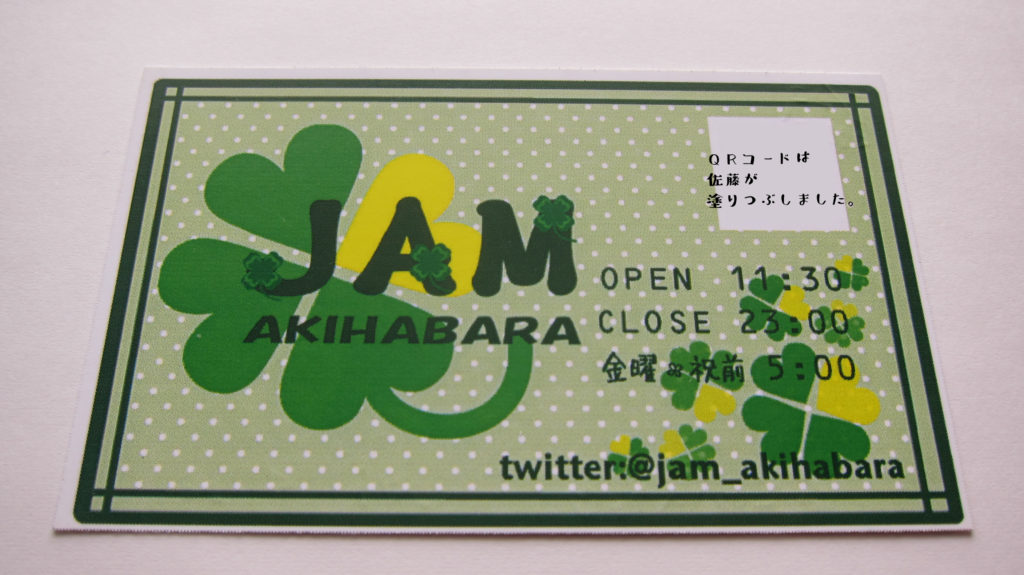 JAM
AKIHABARA
QRコードは
佐藤が
塗りつぶしました。
OPEN 11:30
CLOSE 23:00
金曜&祝前 5:00
twitter:@jam_akihabara